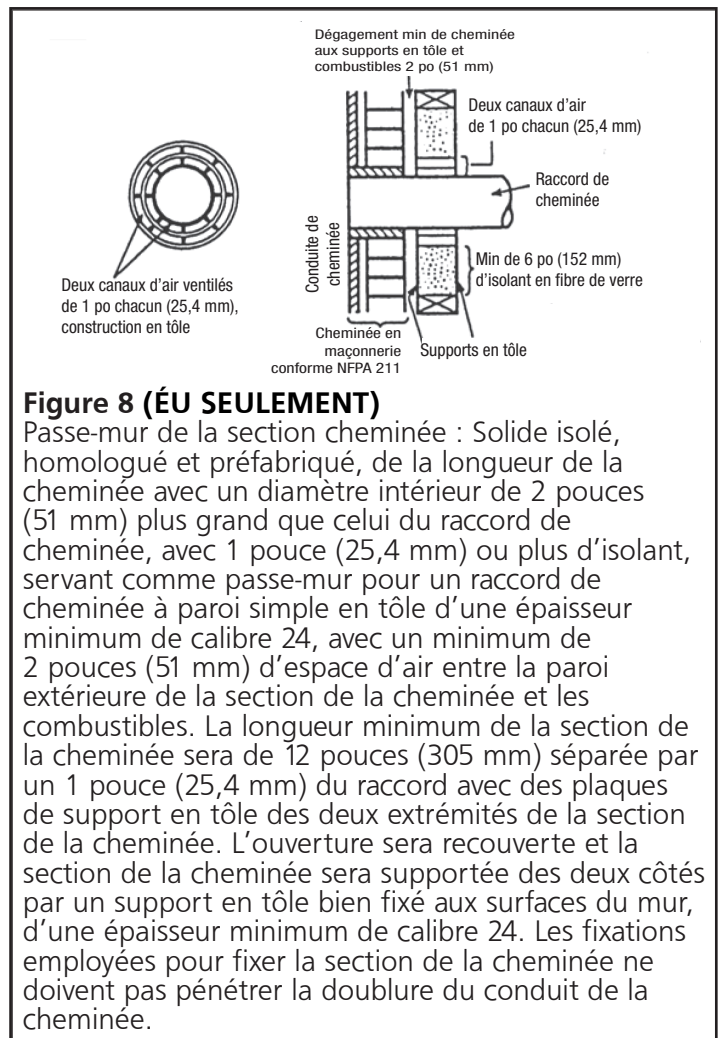 Dégagement min de cheminée
aux supports en tôle et
combustibles 2 po (51 mm)
Deux canaux d'air
de 1 po chacun (25,4 mm)
Raccord de
cheminée
Conduite de
cheminée
Min de 6 po (152 mm)
d'isolant en fibre de verre
Deux canaux d'air ventilés
de 1 po chacun (25,4 mm),
construction en tôle
Cheminée en
maçonnerie
conforme NFPA 211
Supports en tôle
Figure 8 (ÉU SEULEMENT)
Passe-mur de la section cheminée : Solide isolé,
homologué et préfabriqué, de la longueur de la
cheminée avec un diamètre intérieur de 2 pouces
(51 mm) plus grand que celui du raccord de
cheminée, avec 1 pouce (25,4 mm) ou plus d'isolant,
servant comme passe-mur pour un raccord de
cheminée à paroi simple en tôle d'une épaisseur
minimum de calibre 24, avec un minimum de
2 pouces (51 mm) d'espace d'air entre la paroi
extérieure de la section de la cheminée et les
combustibles. La longueur minimum de la section de
la cheminée sera de 12 pouces (305 mm) séparée par
un 1 pouce (25,4 mm) du raccord avec des plaques
de support en tôle des deux extrémités de la section
de la cheminée. L'ouverture sera recouverte et la
section de la cheminée sera supportée des deux côtés
par un support en tôle bien fixé aux surfaces du mur,
d'une épaisseur minimum de calibre 24. Les fixations
employées pour fixer la section de la cheminée ne
doivent pas pénétrer la doublure du conduit de la
cheminée.